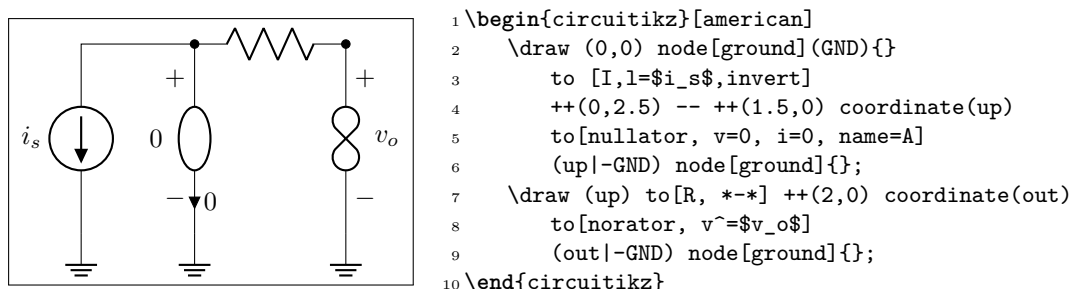 + +
i_s 0 v_o
− 0 −
1 \begin{circuitikz}[american]
2 \draw (0,0) node[ground](GND){}
3 to [I,l=$i_s$,invert]
4 ++(0,2.5) -- ++(1.5,0) coordinate(up)
5 to[nullator, v=0, i=0, name=A]
6 (up|-GND) node[ground]{};
7 \draw (up) to[R, *-*] ++(2,0) coordinate(out)
8 to[norator, v^=$v_o$]
9 (out|-GND) node[ground]{};
10 \end{circuitikz}